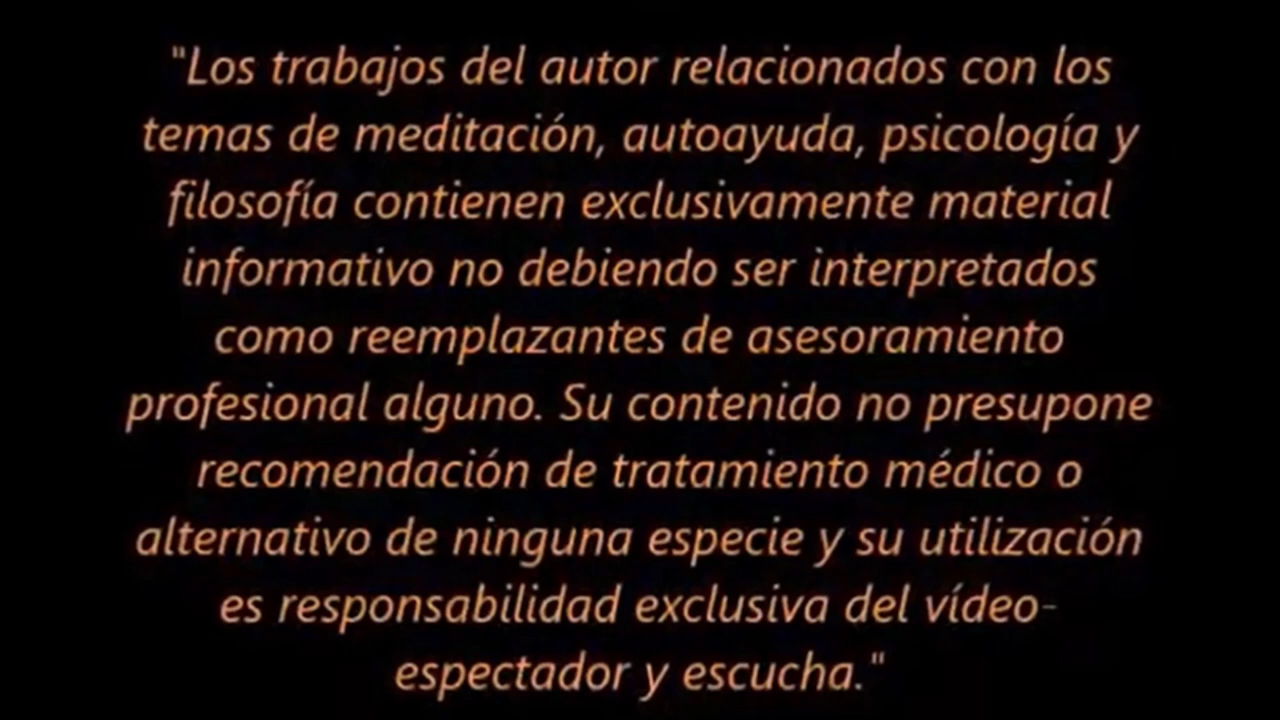 "Los trabajos del autor relacionados con los
temas de meditación, autoayuda, psicología y
filosofía contienen exclusivamente material
informativo no debiendo ser interpretados
como reemplazantes de asesoramiento
profesional alguno. Su contenido no presupone
recomendación de tratamiento médico o
alternativo de ninguna especie y su utilización
es responsabilidad exclusiva del vídeo-
espectador y escucha."